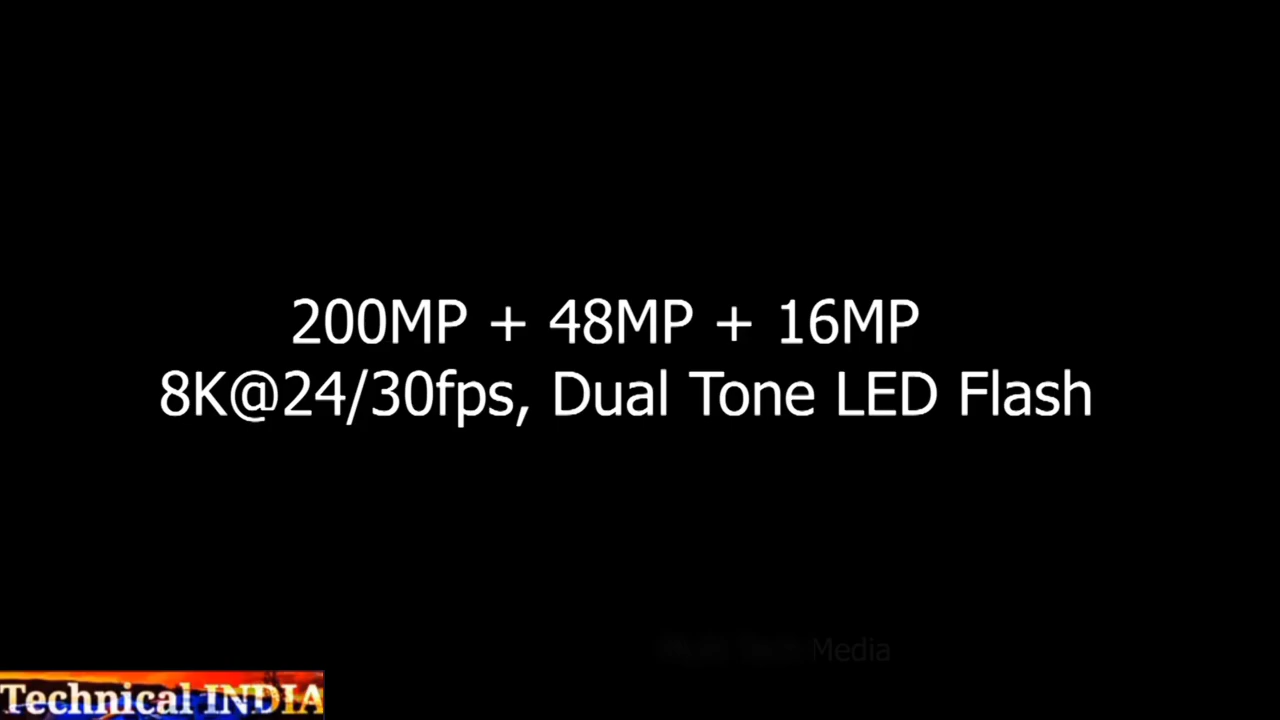 200MP + 48MP + 16MP
8K@24/30fps, Dual Tone LED Flash
Media
Technical INDIA